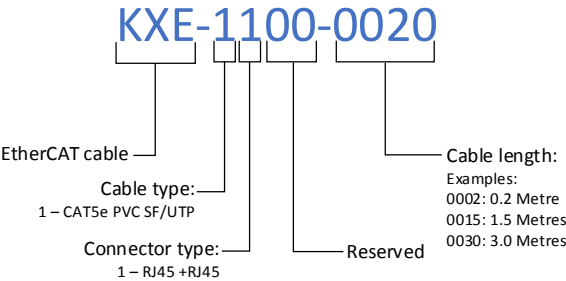 KXE-1100-0020
EtherCAT cable
Cable type:
1 – CAT5e PVC SF/UTP
Connector type:
1 – RJ45 +RJ45
Reserved
Cable length:
Examples:
0002: 0.2 Metre
0015: 1.5 Metres
0030: 3.0 Metres